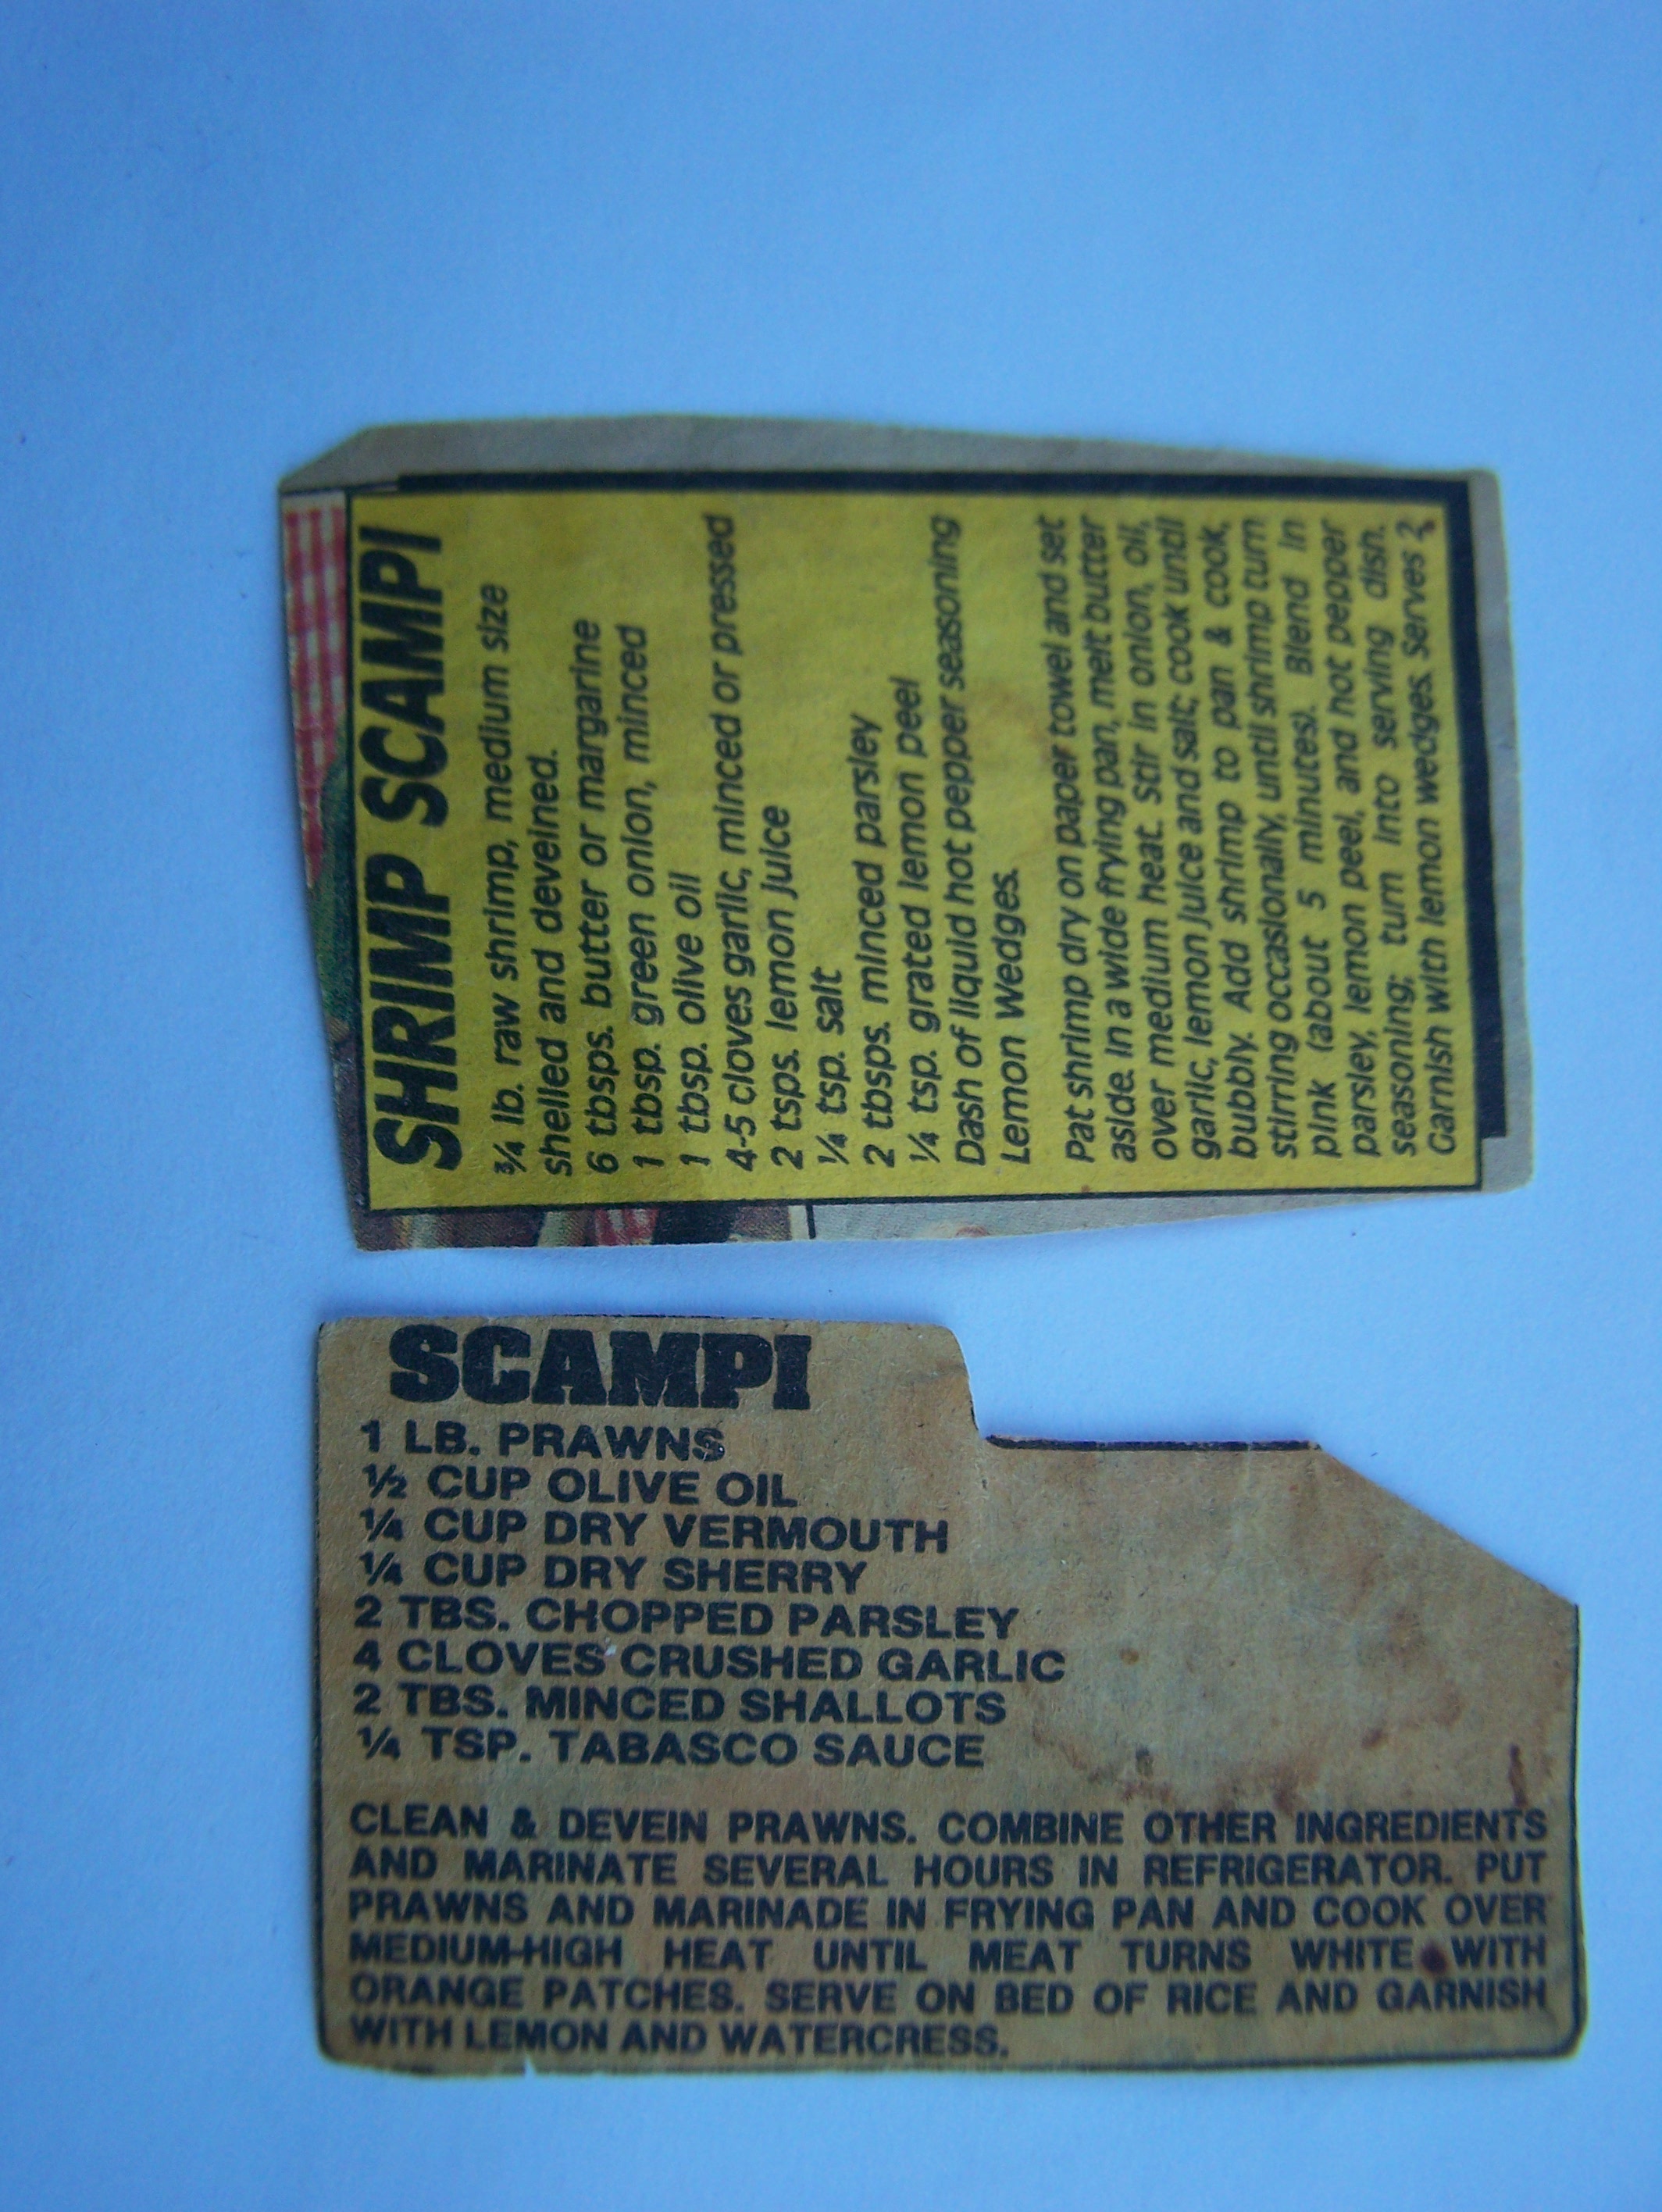 SHRIMP SCAMPI
¾ lb. raw shrimp, medium size
shelled and deveined.
6 tbsps. butter or margarine
1 tbsp. green onion, minced
1 tbsp. olive oil
4-5 cloves garlic, minced or pressed
2 tsps. lemon juice
¼ tsp. salt
2 tbsps. minced parsley
¼ tsp. grated lemon peel
Dash of liquid hot pepper seasoning
Lemon Wedges.
Pat shrimp dry on paper towel and set
aside. In a wide frying pan, melt butter
over medium heat. Stir in onion, oil,
garlic, lemon juice and salt; cook until
bubbly. Add shrimp to pan & cook,
stirring occasionally, until shrimp turn
pink (about 5 minutes). Blend in
parsley, lemon peel, and hot pepper
seasoning; turn into serving dish.
Garnish with lemon wedges. Serves 2.
SCAMPI
1 LB. PRAWNS
½ CUP OLIVE OIL
¼ CUP DRY VERMOUTH
¼ CUP DRY SHERRY
2 TBS. CHOPPED PARSLEY
4 CLOVES CRUSHED GARLIC
2 TBS. MINCED SHALLOTS
¼ TSP. TABASCO SAUCE
CLEAN & DEVEIN PRAWNS. COMBINE OTHER INGREDIENTS
AND MARINATE SEVERAL HOURS IN REFRIGERATOR. PUT
PRAWNS AND MARINADE IN FRYING PAN AND COOK OVER
MEDIUM-HIGH HEAT UNTIL MEAT TURNS WHITE WITH
ORANGE PATCHES. SERVE ON BED OF RICE AND GARNISH
WITH LEMON AND WATERCRESS.